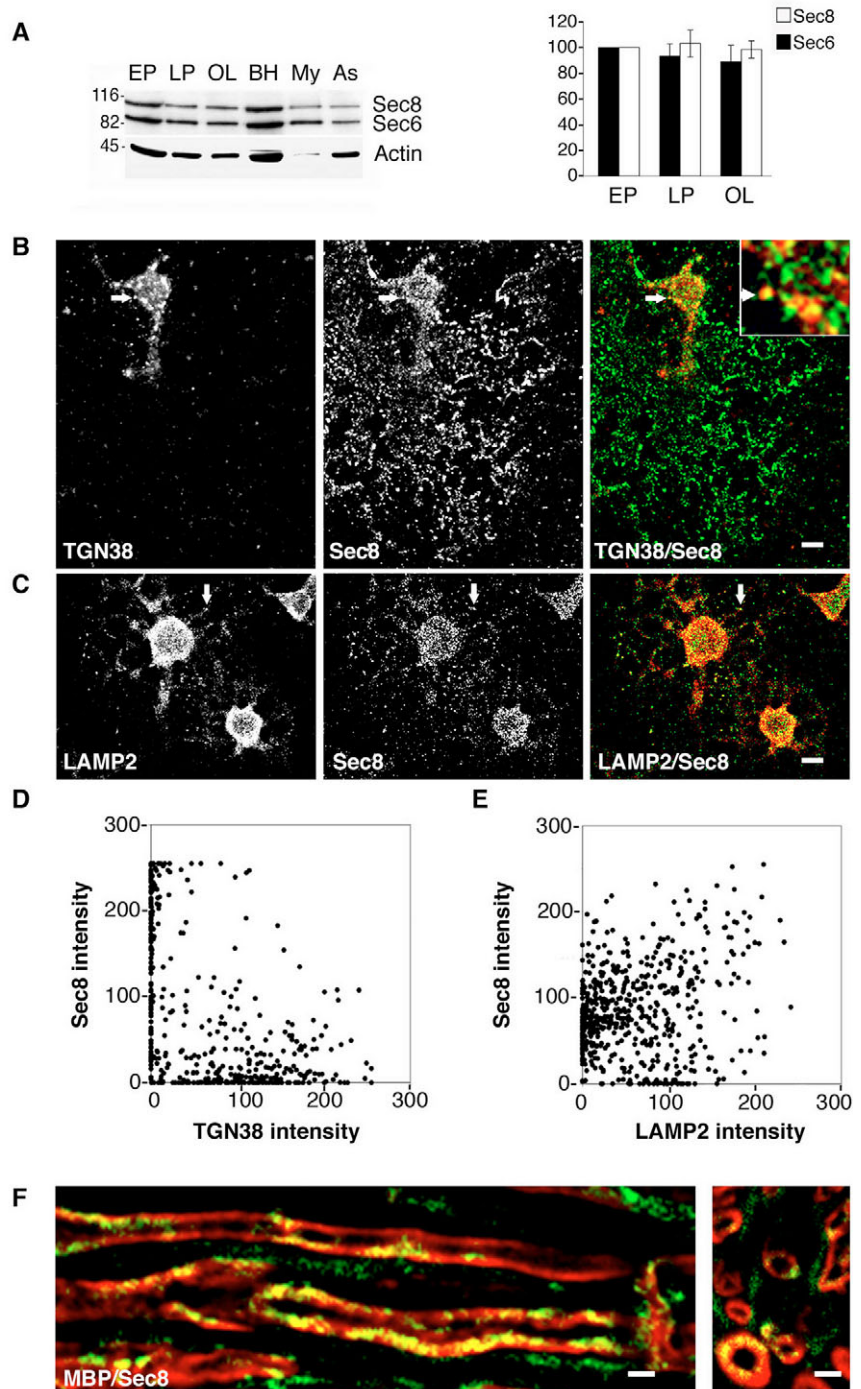 A
EP LP OL BH My As
116-
82-
45-
Sec8
Sec6
Actin
120
100
80
60
40
20
0
EP LP OL
Sec8
Sec6
B
TGN38
Sec8
TGN38/Sec8
C
LAMP2
Sec8
LAMP2/Sec8
D
300-
200-
100-
0-
Sec8 intensity
0 100 200 300
TGN38 intensity
E
300-
200-
100-
0-
Sec8 intensity
0 100 200 300
LAMP2 intensity
F
MBP/Sec8